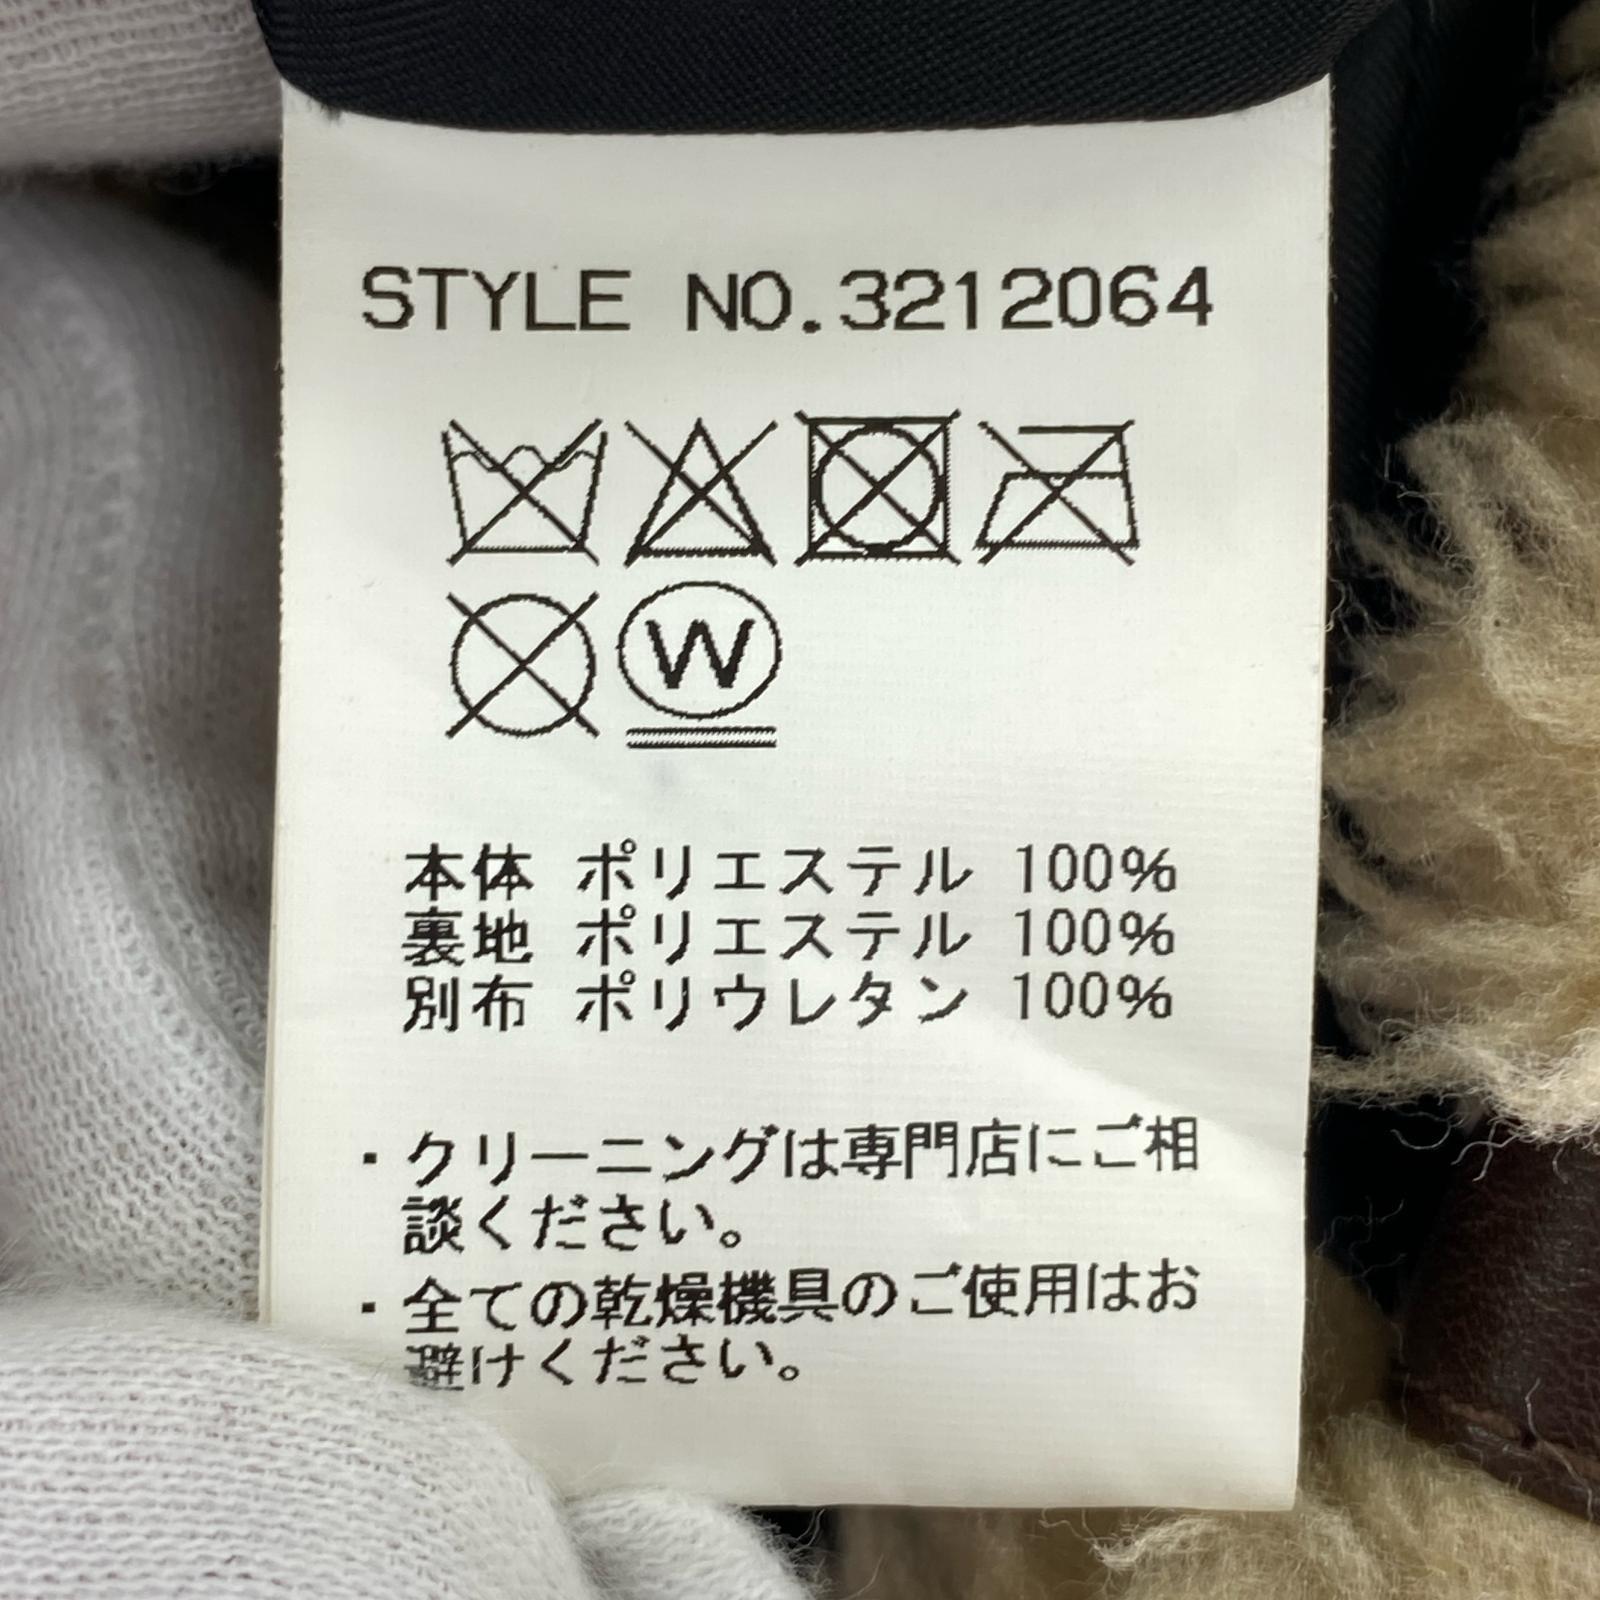 STYLE NO.3212064
W
本体 ポリエステル 100%
裏地 ポリエステル 100%
別布 ポリウレタン 100%
・クリーニングは専門店にご相
談ください。
・全ての乾燥機具のご使用はお
避けください。